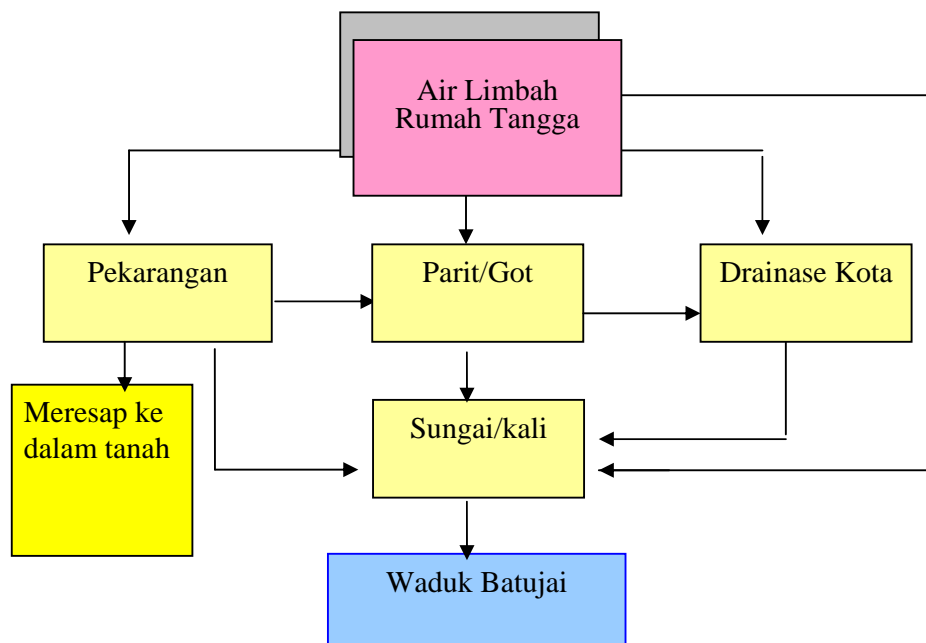 Air Limbah
Rumah Tangga
Pekarangan
Parit/Got
Drainase Kota
Meresap ke
dalam tanah
Sungai/kali
Waduk Batujai